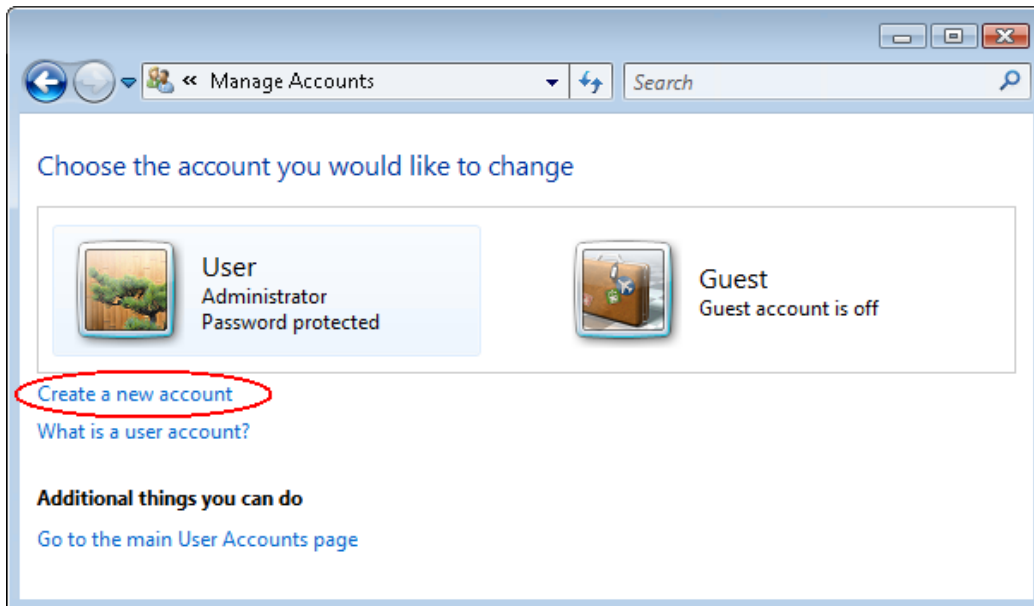 « Manage Accounts
Search
Choose the account you would like to change
User
Administrator
Password protected
Guest
Guest account is off
Create a new account
What is a user account?
Additional things you can do
Go to the main User Accounts page